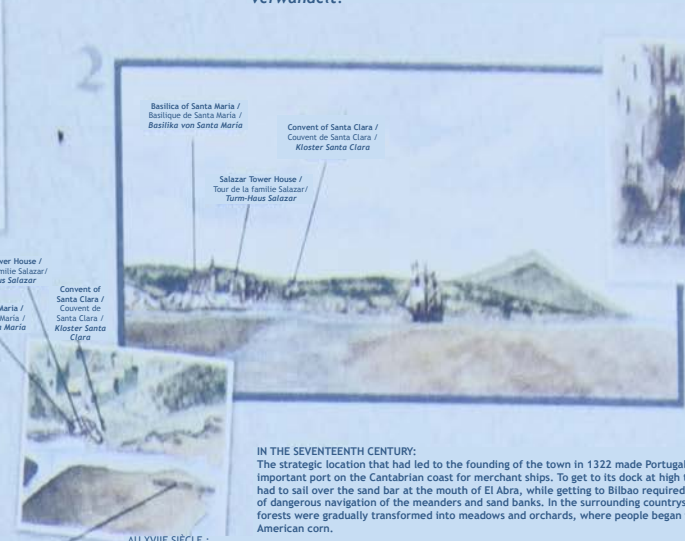 verwandelt.
2
Basilica of Santa Maria /
Basilique de Santa Maria /
Basilika von Santa María
Convent of Santa Clara /
Couvent de Santa Clara /
Kloster Santa Clara
Salazar Tower House /
Tour de la familie Salazar/
Turm-Haus Salazar
wer House /
milie Salazar/
us Salazar
Maria /
Maria /
María
Convent of
Santa Clara /
Couvent de
Santa Clara /
Kloster Santa
Clara
IN THE SEVENTEENTH CENTURY:
The strategic location that had led to the founding of the town in 1322 made Portugal
important port on the Cantabrian coast for merchant ships. To get to its dock at high
had to sail over the sand bar at the mouth of El Abra, while getting to Bilbao required
of dangerous navigation of the meanders and sand banks. In the surrounding countrys
forests were gradually transformed into meadows and orchards, where people began
American corn.
AU XVIIE SIÈCLE :